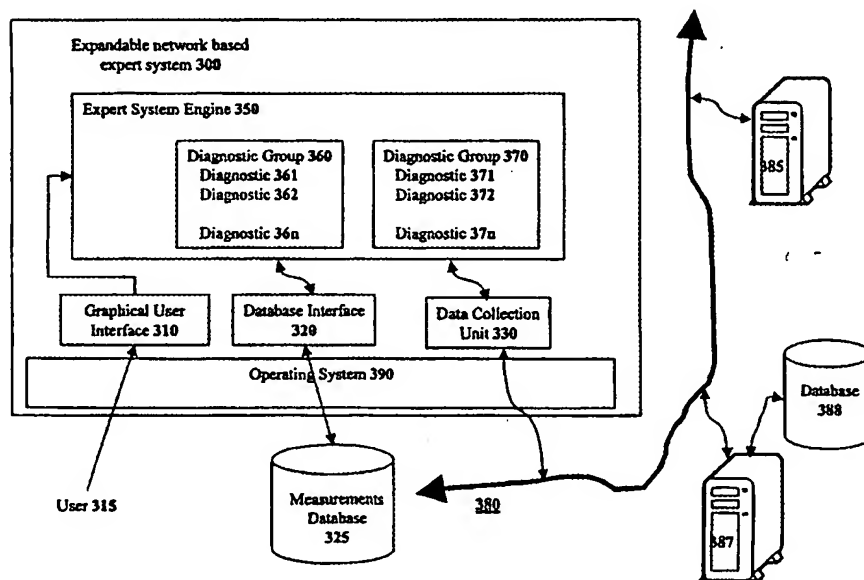 Expandable network based
expert system 300
Expert System Engine 350
Diagnostic Group 360
Diagnostic 361
Diagnostic 362
Diagnostic 36n
Diagnostic Group 370
Diagnostic 371
Diagnostic 372
Diagnostic 37n
Graphical User
Interface 310
Database Interface
320
Data Collection
Unit 330
Operating System 390
User 315
Measurements
Database
325
380
385
Database
388
387